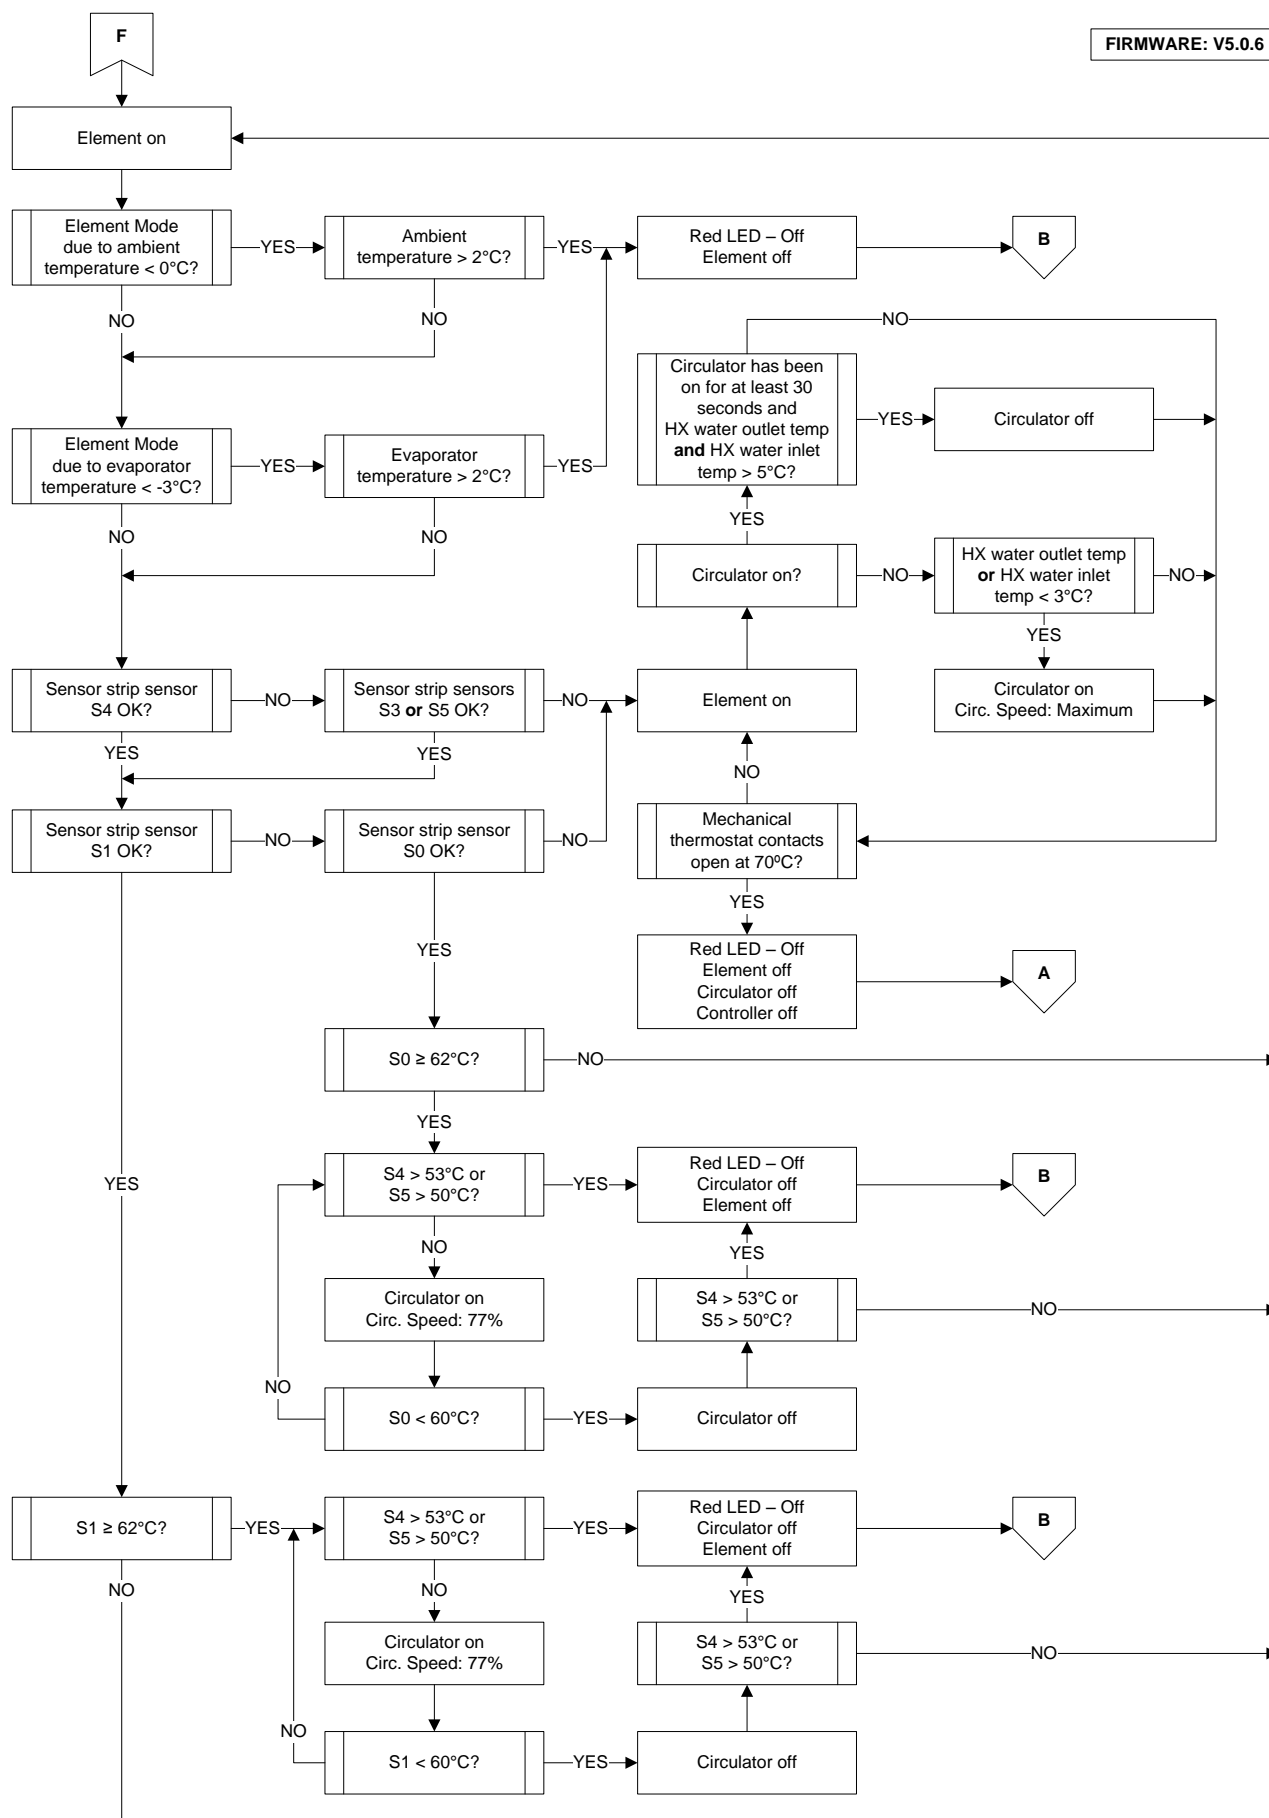 F
FIRMWARE: V5.0.6
Element on
Element Mode
due to ambient
temperature < 0°C?
YES
Ambient
temperature > 2°C?
YES
Red LED – Off
Element off
B
NO
NO
NO
Circulator has been
on for at least 30
seconds and
HX water outlet temp
and HX water inlet
temp > 5°C?
YES
Circulator off
Element Mode
due to evaporator
temperature < -3°C?
YES
Evaporator
temperature > 2°C?
YES
YES
NO
NO
Circulator on?
NO
HX water outlet temp
or HX water inlet
temp < 3°C?
NO
YES
Sensor strip sensor
S4 OK?
NO
Sensor strip sensors
S3 or S5 OK?
NO
Element on
Circulator on
Circ. Speed: Maximum
YES
YES
NO
Sensor strip sensor
S1 OK?
NO
Sensor strip sensor
S0 OK?
NO
Mechanical
thermostat contacts
open at 70ºC?
YES
YES
Red LED – Off
Element off
Circulator off
Controller off
A
S0 ≥ 62°C?
NO
YES
YES
S4 > 53°C or
S5 > 50°C?
YES
Red LED – Off
Circulator off
Element off
B
NO
YES
Circulator on
Circ. Speed: 77%
S4 > 53°C or
S5 > 50°C?
NO
NO
S0 < 60°C?
YES
Circulator off
S1 ≥ 62°C?
YES
S4 > 53°C or
S5 > 50°C?
YES
Red LED – Off
Circulator off
Element off
B
NO
NO
YES
Circulator on
Circ. Speed: 77%
S4 > 53°C or
S5 > 50°C?
NO
NO
S1 < 60°C?
YES
Circulator off